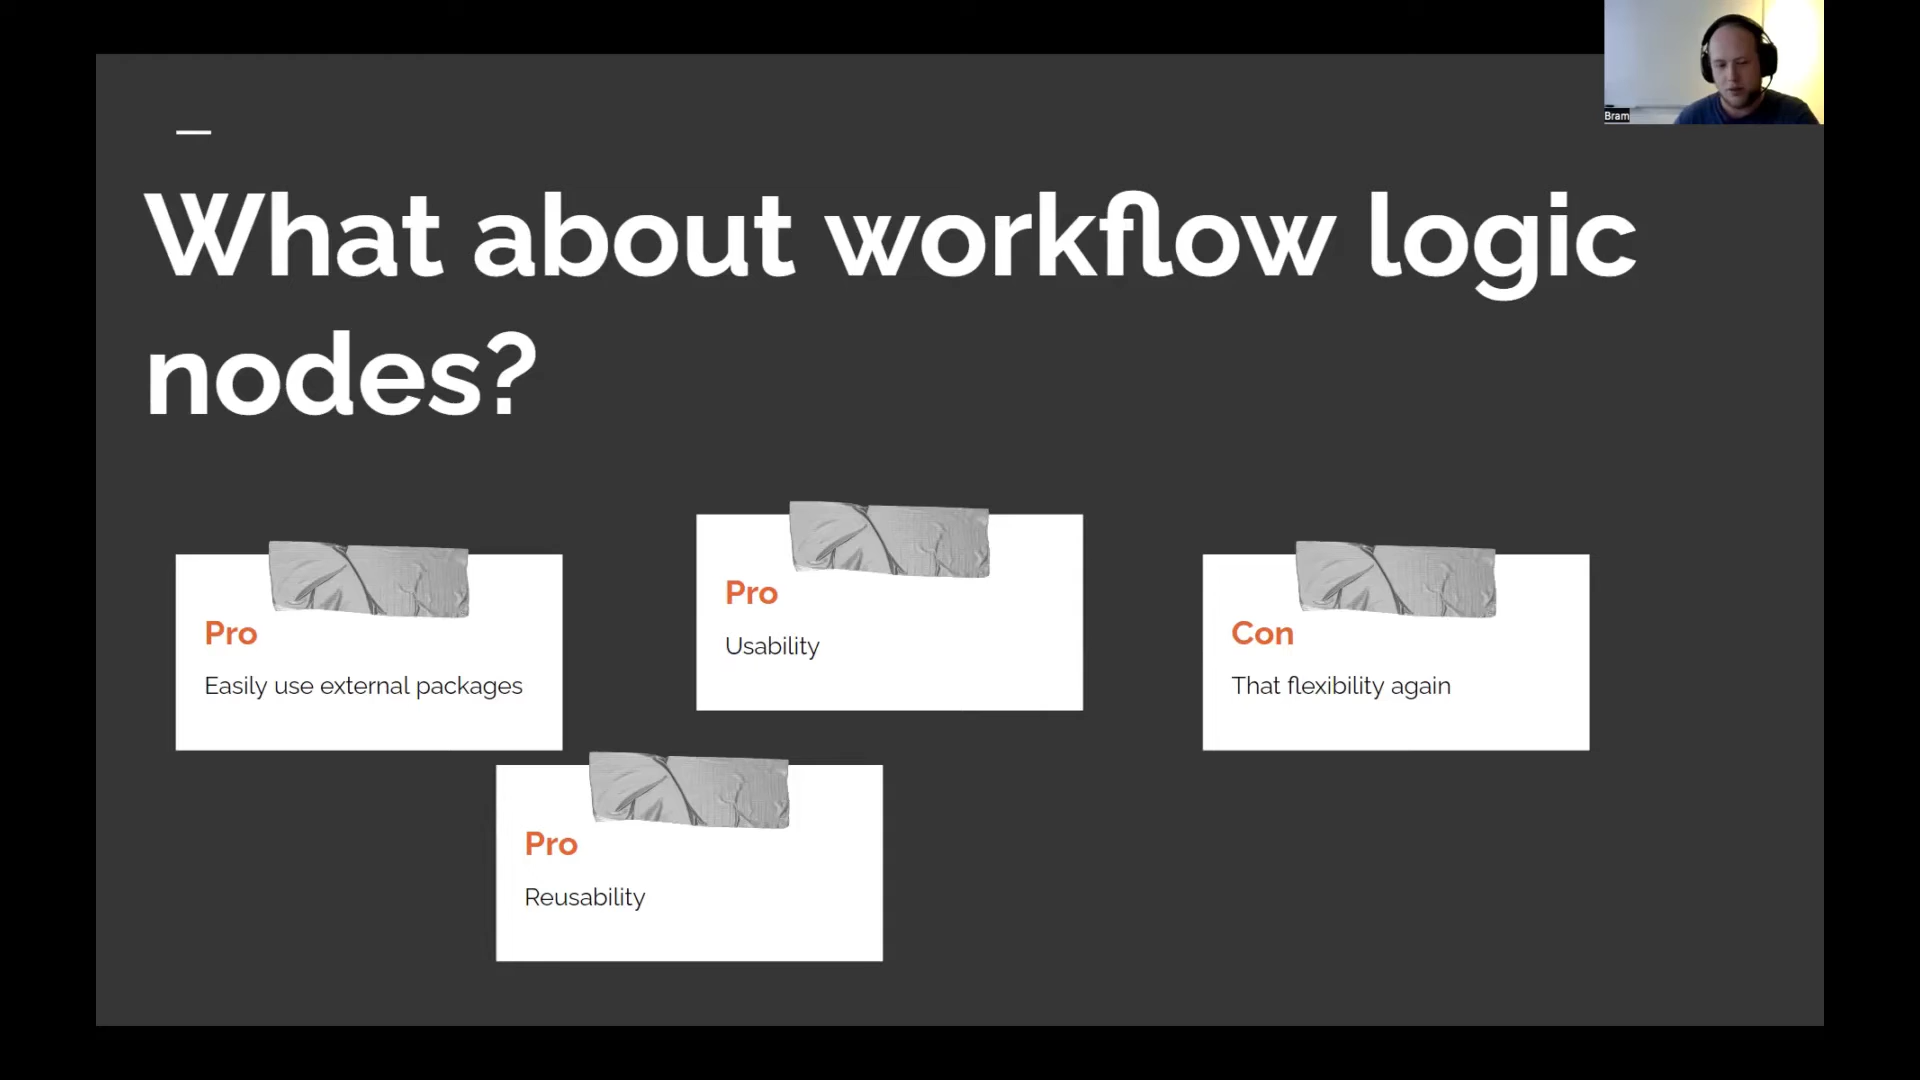 Bram
What about workflow logic
nodes?
Pro
Easily use external packages
Pro
Usability
Con
That flexibility again
Pro
Reusability